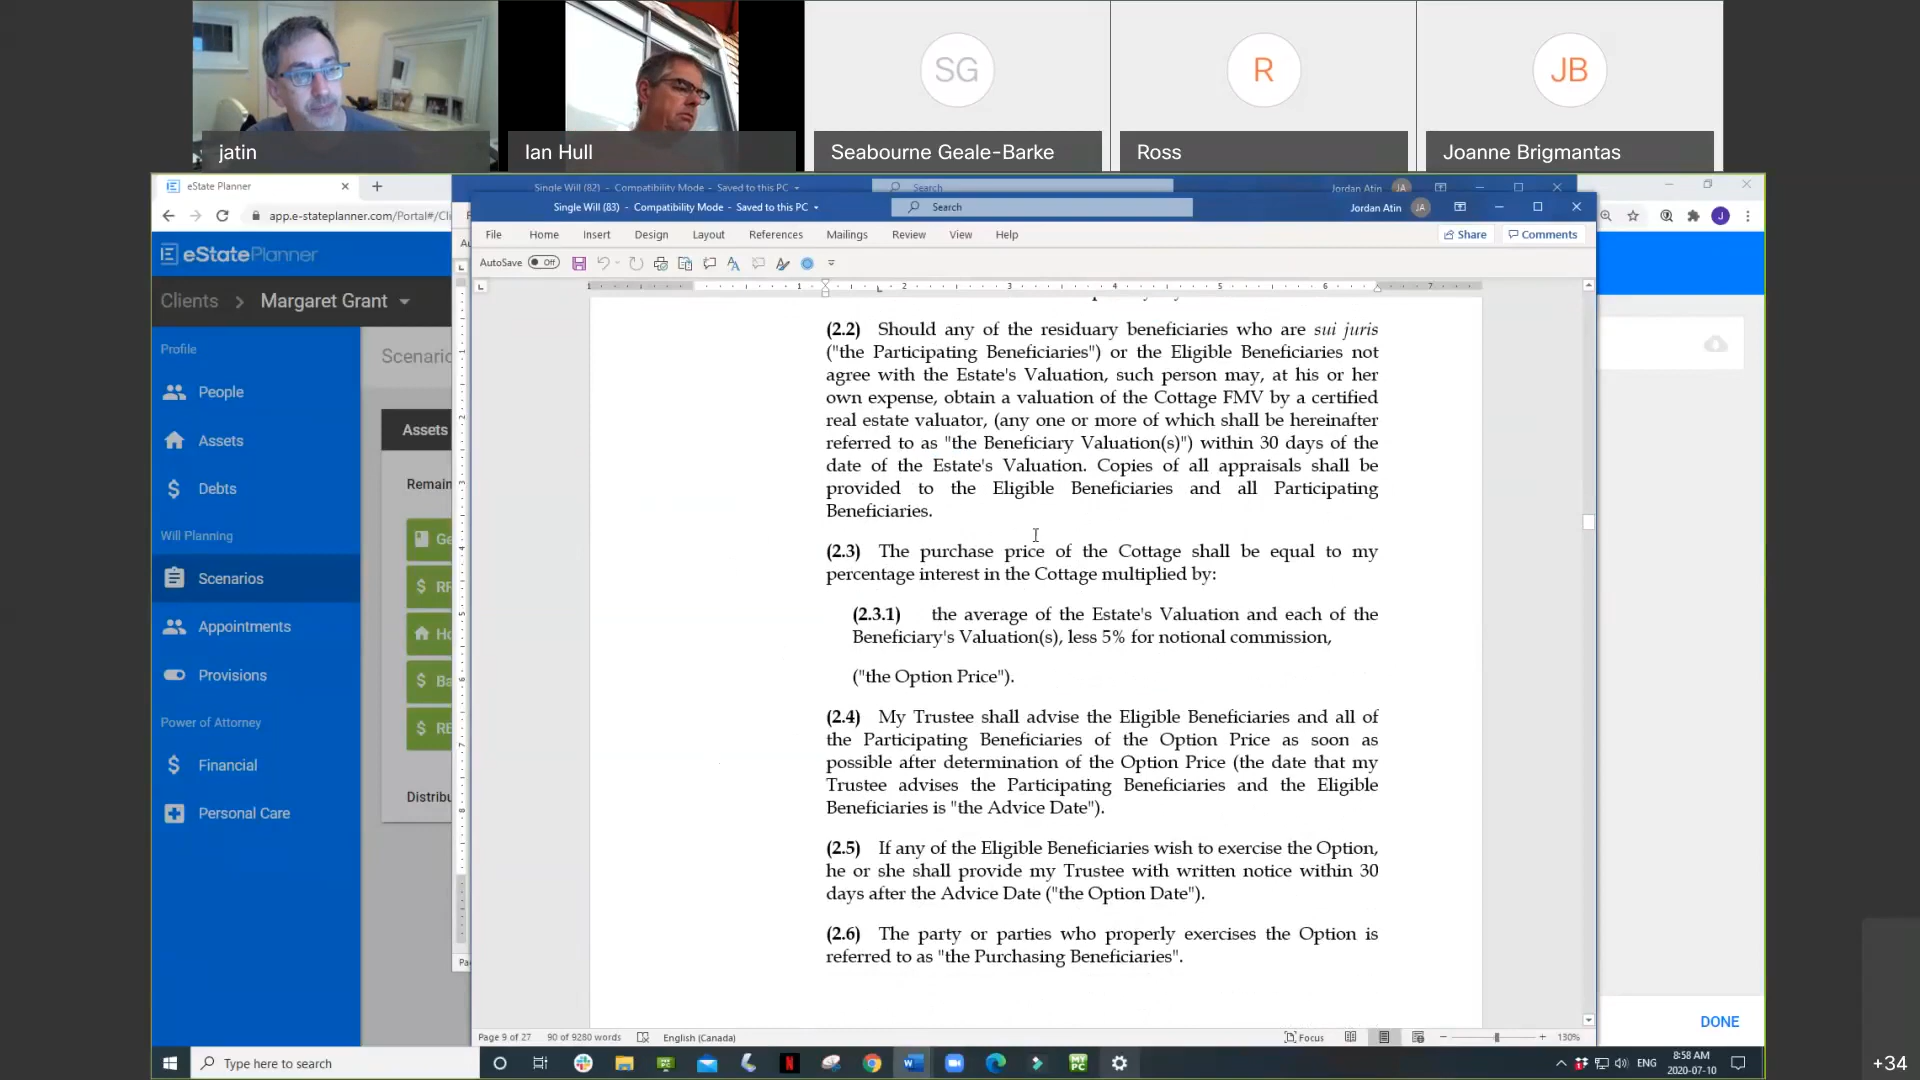 SG
R
JB
jatin
Ian Hull
Seabourne Geale-Barke
Ross
Joanne Brigmantas
eState Planner
Single Will (82) - Compatibility Mode - Saved to this PC
Search
Jordan Atin
JA
app.e-stateplanner.com/Portal#/Cli
Single Will (83) - Compatibility Mode - Saved to this PC
Search
Jordan Atin
JA
J
File
Home
Insert
Design
Layout
References
Mailings
Review
View
Help
Share
Comments
eStatePlanner
AutoSave
Off
Clients > Margaret Grant
Profile
People
Assets
Debts
Will Planning
Scenarios
Appointments
Provisions
Power of Attorney
Financial
Personal Care
Scenario
Assets
Remain
Ge
RR
Ho
Ba
Distribu
(2.2) Should any of the residuary beneficiaries who are sui juris
("the Participating Beneficiaries") or the Eligible Beneficiaries not
agree with the Estate's Valuation, such person may, at his or her
own expense, obtain a valuation of the Cottage FMV by a certified
real estate valuator, (any one or more of which shall be hereinafter
referred to as "the Beneficiary Valuation(s)") within 30 days of the
date of the Estate's Valuation. Copies of all appraisals shall be
provided to the Eligible Beneficiaries and all Participating
Beneficiaries.
(2.3) The purchase price of the Cottage shall be equal to my
percentage interest in the Cottage multiplied by:
(2.3.1) the average of the Estate's Valuation and each of the
Beneficiary's Valuation(s), less 5% for notional commission,
("the Option Price").
(2.4) My Trustee shall advise the Eligible Beneficiaries and all of
the Participating Beneficiaries of the Option Price as soon as
possible after determination of the Option Price (the date that my
Trustee advises the Participating Beneficiaries and the Eligible
Beneficiaries is "the Advice Date").
(2.5) If any of the Eligible Beneficiaries wish to exercise the Option,
he or she shall provide my Trustee with written notice within 30
days after the Advice Date ("the Option Date").
(2.6) The party or parties who properly exercises the Option is
referred to as "the Purchasing Beneficiaries".
DONE
Page 9 of 27
90 of 9280 words
English (Canada)
Focus
130%
Type here to search
ENG
8:58 AM
2020-07-10
+34